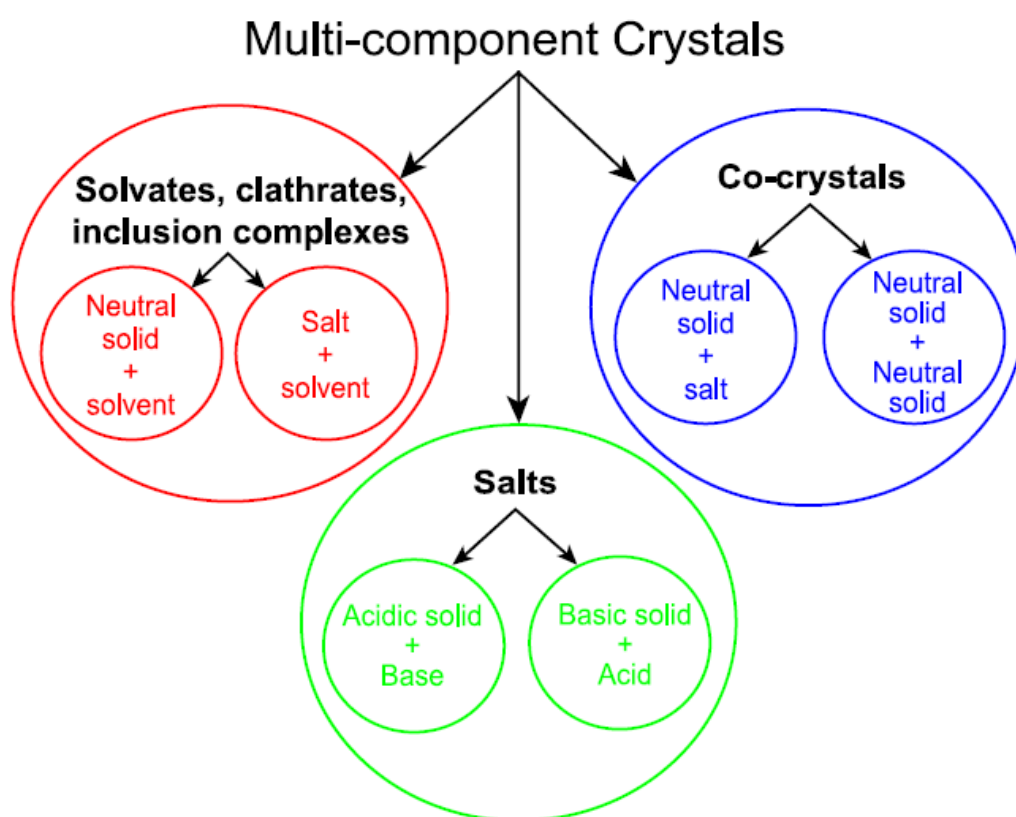 Multi-component Crystals
Solvates, clathrates,
inclusion complexes
Neutral
solid
+
solvent
Salt
+
solvent
Co-crystals
Neutral
solid
+
salt
Neutral
solid
+
Neutral
solid
Salts
Acidic solid
+
Base
Basic solid
+
Acid